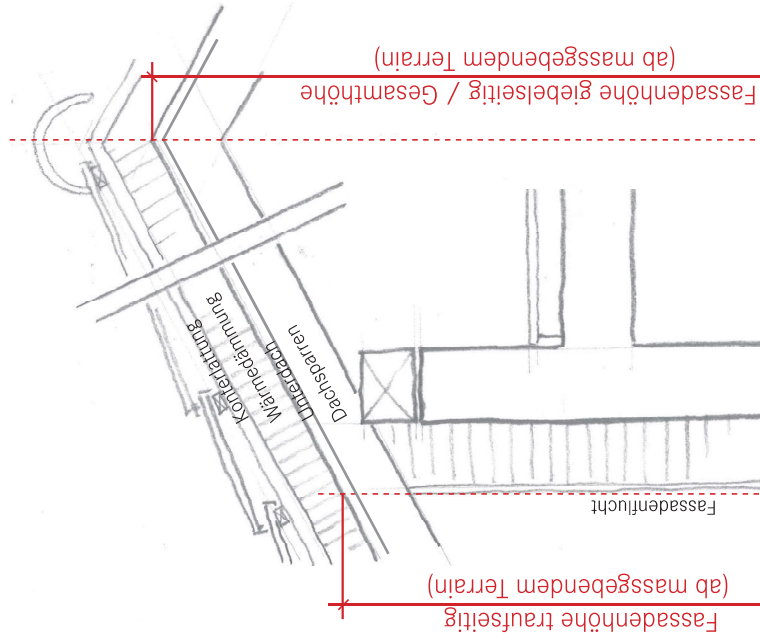 Fassadenhöhe traufseitig
(ab massgebendem Terrain)
Fassadenflucht
Konterlattung
Wärmedämmung
Unterdach
Dachsparren
Fassadenhöhe giebelseitig / Gesamthöhe
(ab massgebendem Terrain)